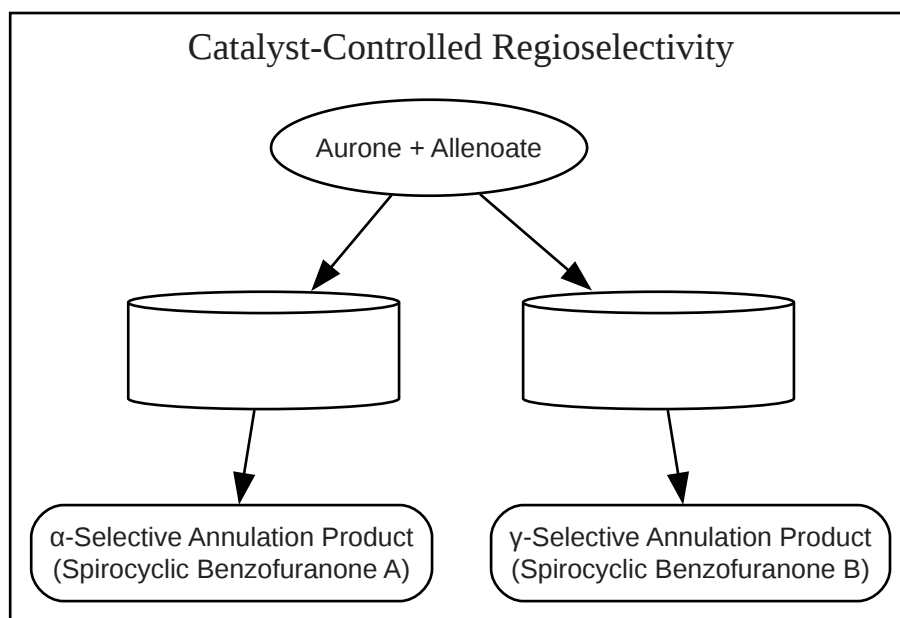 Catalyst-Controlled Regioselectivity
Aurone + Allenoate
α-Selective Annulation Product
(Spirocyclic Benzofuranone A)
γ-Selective Annulation Product
(Spirocyclic Benzofuranone B)